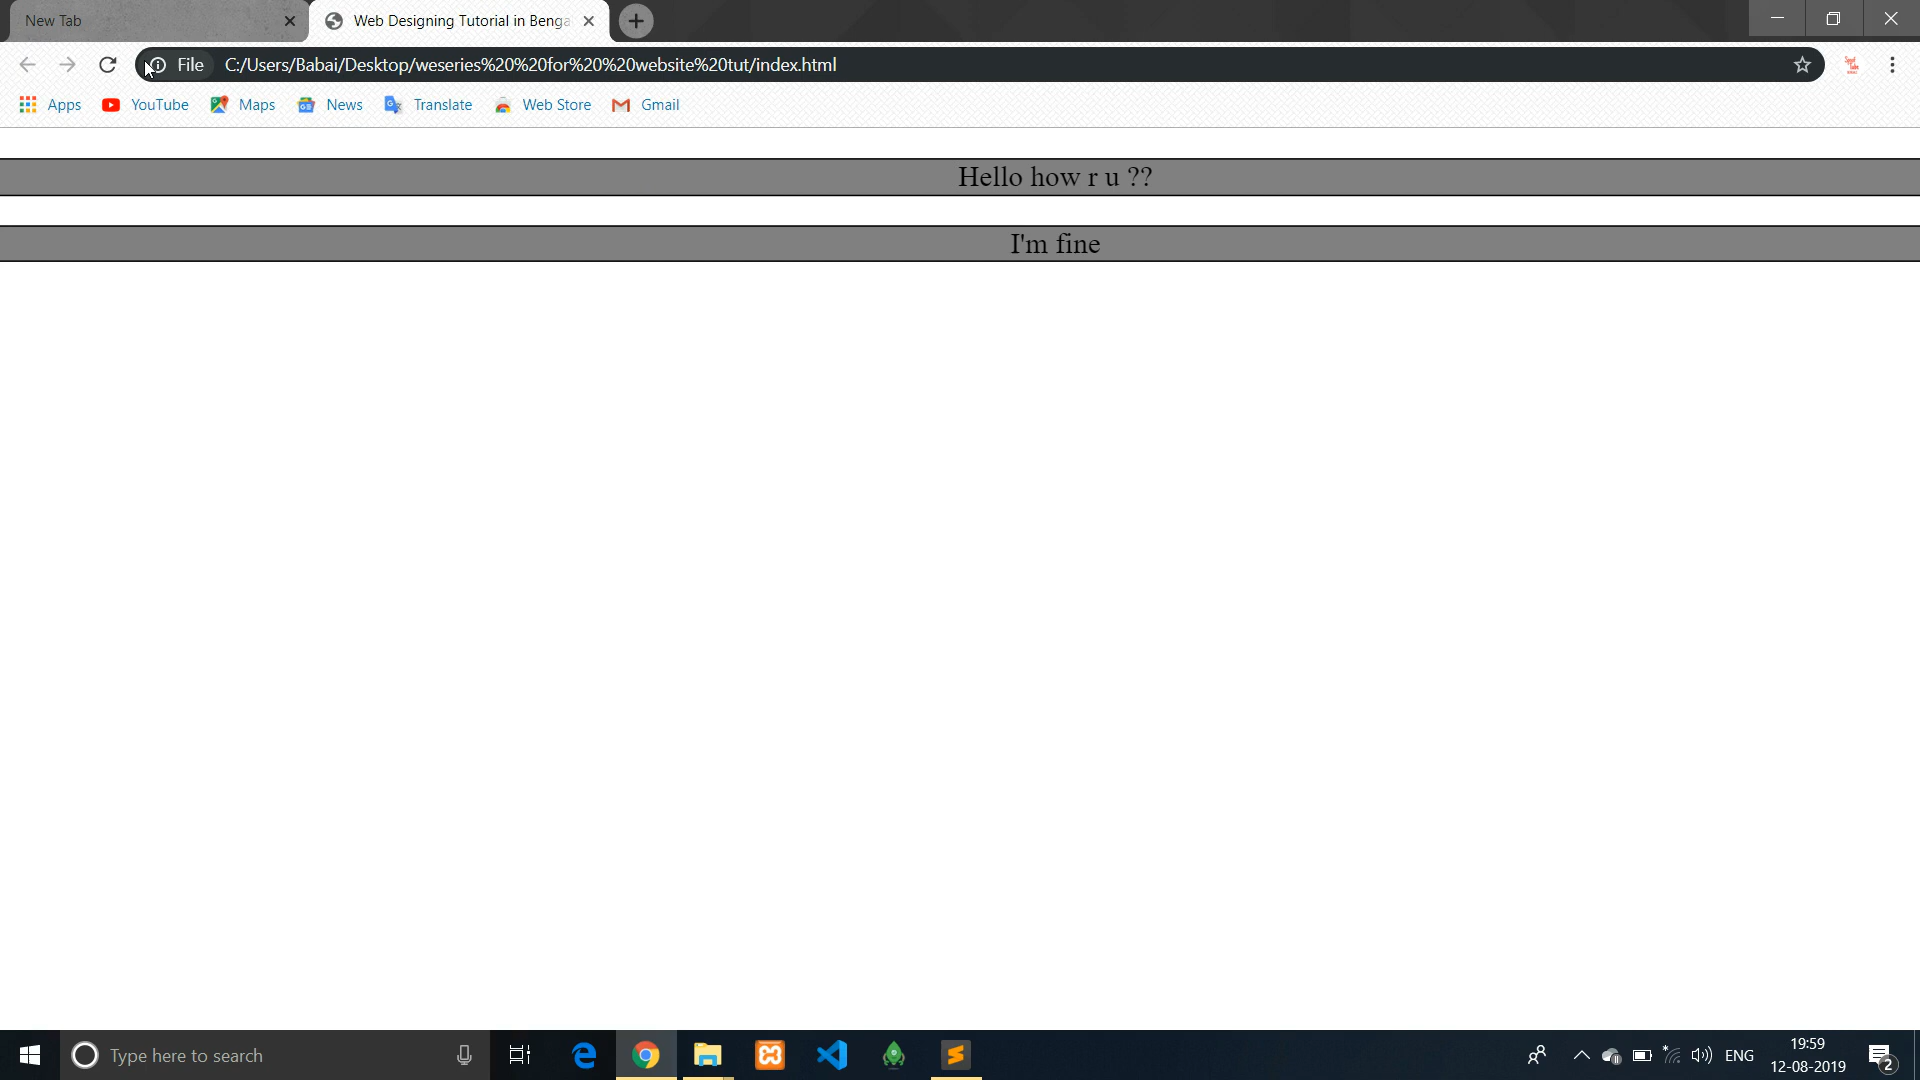 New Tab
Web Designing Tutorial in Benga
File C:/Users/Babai/Desktop/weseries%20%20for%20%20website%20tut/index.html
Apps YouTube Maps News Translate Web Store Gmail
Hello how r u ??
I'm fine
Type here to search
ENG
19:59
12-08-2019
2